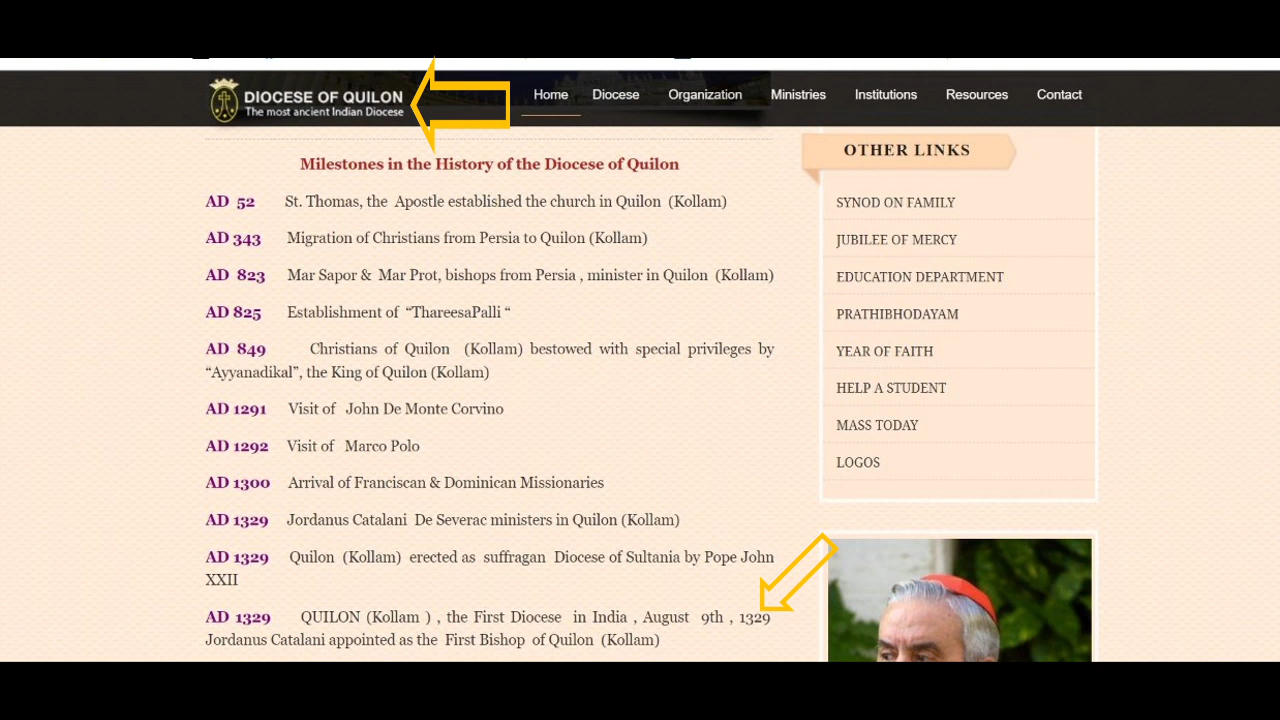 DIOCESE OF QUILON
The most ancient Indian Diocese
Home Diocese Organization Ministries Institutions Resources Contact
Milestones in the History of the Diocese of Quilon
AD 52 St. Thomas, the Apostle established the church in Quilon (Kollam)
AD 343 Migration of Christians from Persia to Quilon (Kollam)
AD 823 Mar Sapor & Mar Prot, bishops from Persia , minister in Quilon (Kollam)
AD 825 Establishment of “ThareesaPalli “
AD 849 Christians of Quilon (Kollam) bestowed with special privileges by
“Ayyanadikal”, the King of Quilon (Kollam)
AD 1291 Visit of John De Monte Corvino
AD 1292 Visit of Marco Polo
AD 1300 Arrival of Franciscan & Dominican Missionaries
AD 1329 Jordanus Catalani De Severac ministers in Quilon (Kollam)
AD 1329 Quilon (Kollam) erected as suffragan Diocese of Sultania by Pope John
XXII
AD 1329 QUILON (Kollam ) , the First Diocese in India , August 9th , 1329
Jordanus Catalani appointed as the First Bishop of Quilon (Kollam)
OTHER LINKS
SYNOD ON FAMILY
JUBILEE OF MERCY
EDUCATION DEPARTMENT
PRATHIBHODAYAM
YEAR OF FAITH
HELP A STUDENT
MASS TODAY
LOGOS